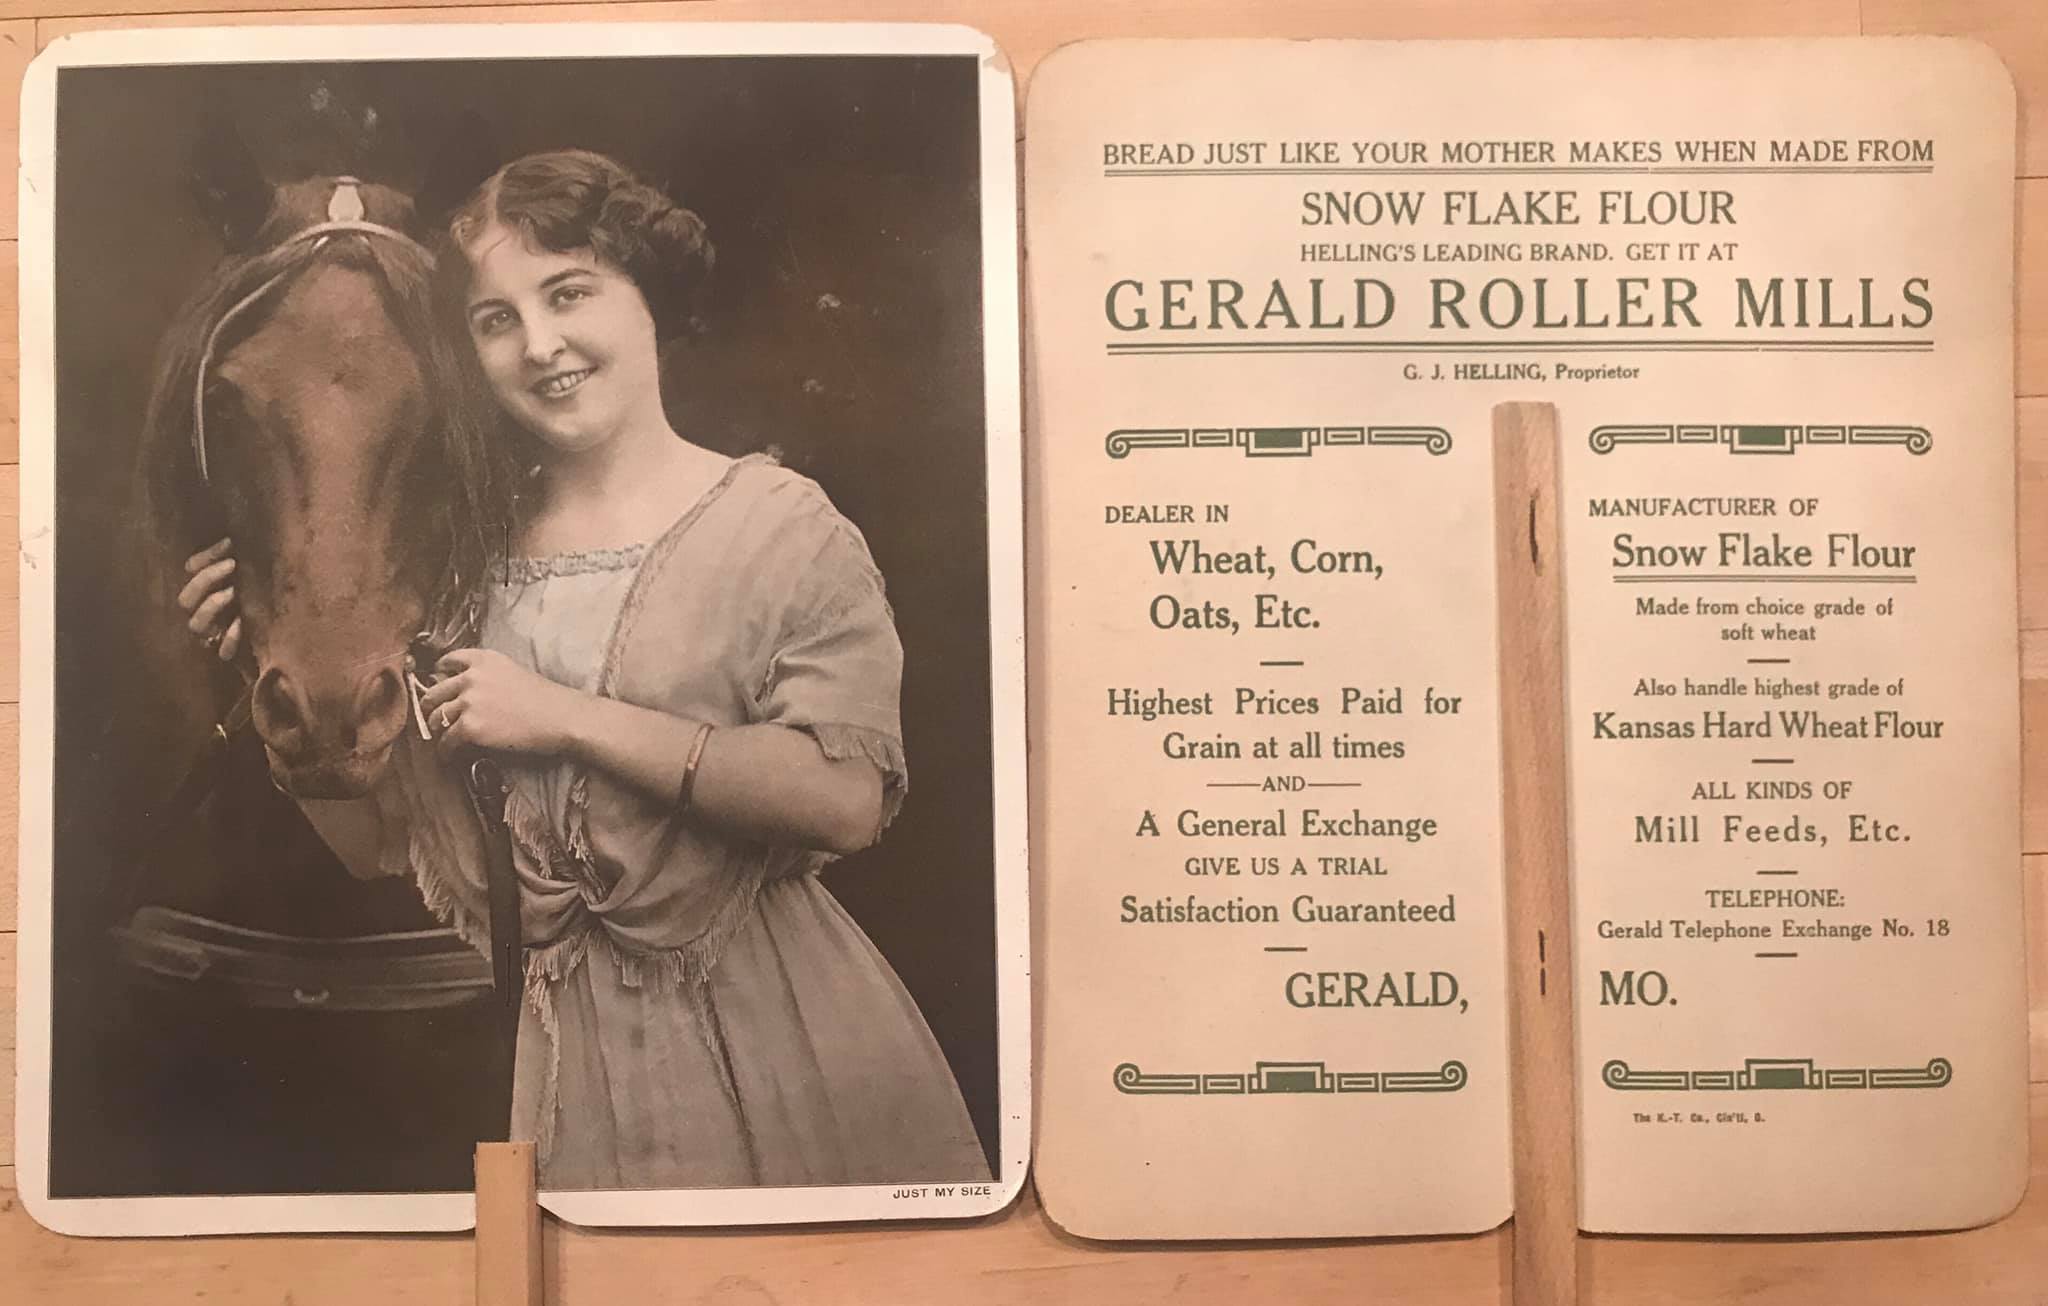 JUST MY SIZE
BREAD JUST LIKE YOUR MOTHER MAKES WHEN MADE FROM
SNOW FLAKE FLOUR
HELLING'S LEADING BRAND. GET IT AT
GERALD ROLLER MILLS
G. J. HELLING, Proprietor
DEALER IN
Wheat, Corn,
Oats, Etc.
Highest Prices Paid for
Grain at all times
AND
A General Exchange
GIVE US A TRIAL
Satisfaction Guaranteed
MANUFACTURER OF
Snow Flake Flour
Made from choice grade of
soft wheat
Also handle highest grade of
Kansas Hard Wheat Flour
ALL KINDS OF
Mill Feeds, Etc.
TELEPHONE:
Gerald Telephone Exchange No. 18
GERALD, MO.
The K.-T. Co., Cin'ti, O.